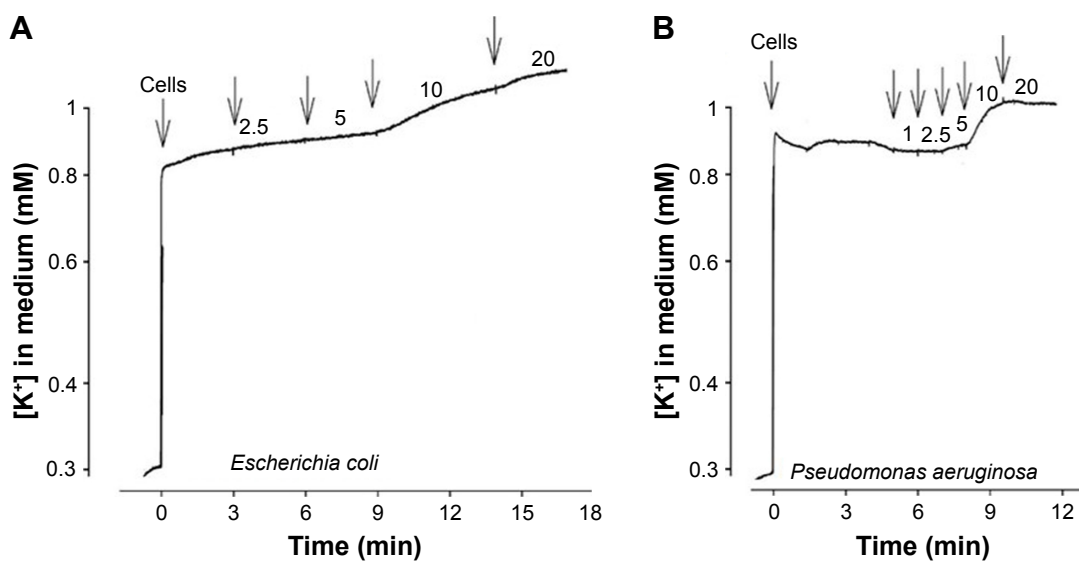 A
Cells
2.5
5
10
20
1
0.8
0.6
0.4
0.3
[K+] in medium (mM)
Escherichia coli
0 3 6 9 12 15 18
Time (min)
B
Cells
1 2.5 5 10 20
1
0.8
0.6
0.4
0.3
[K+] in medium (mM)
Pseudomonas aeruginosa
0 3 6 9 12
Time (min)